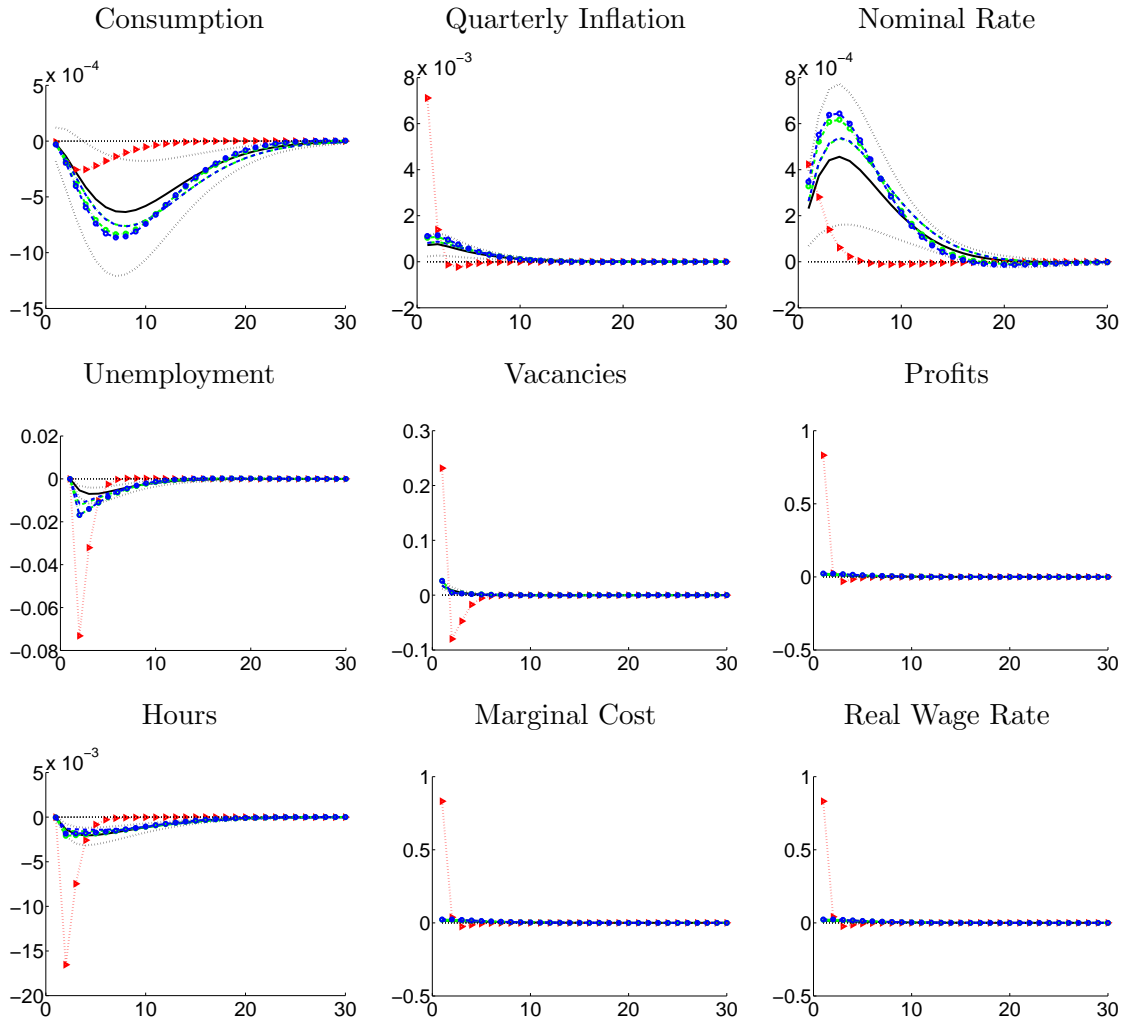 Consumption
Quarterly Inflation
Nominal Rate
x 10⁻⁴
x 10⁻³
x 10⁻⁴
5
0
−5
−10
−15
0 10 20 30
8
6
4
2
0
−2
0 10 20 30
8
6
4
2
0
−2
0 10 20 30
Unemployment
Vacancies
Profits
0.02
0
−0.02
−0.04
−0.06
−0.08
0 10 20 30
0.3
0.2
0.1
0
−0.1
0 10 20 30
1
0.5
0
−0.5
0 10 20 30
Hours
Marginal Cost
Real Wage Rate
x 10⁻³
5
0
−5
−10
−15
−20
0 10 20 30
1
0.5
0
−0.5
0 10 20 30
1
0.5
0
−0.5
0 10 20 30